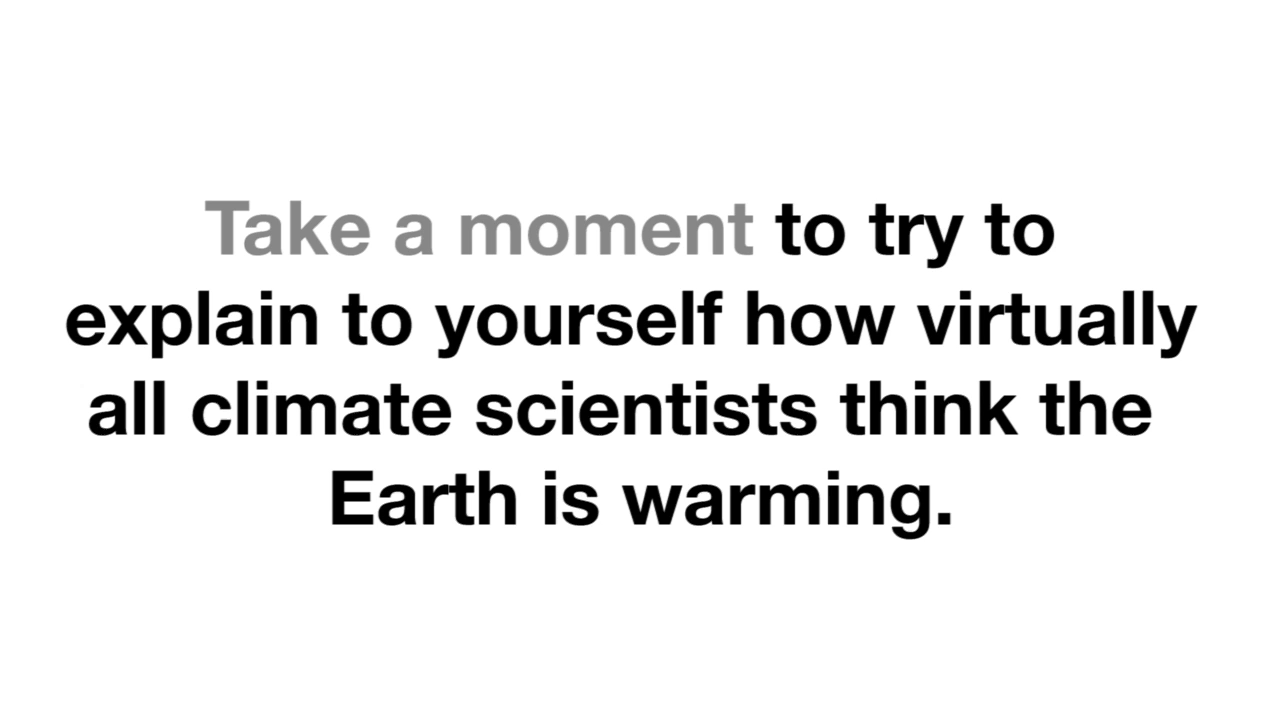 Take a moment to try to
explain to yourself how virtually
all climate scientists think the
Earth is warming.